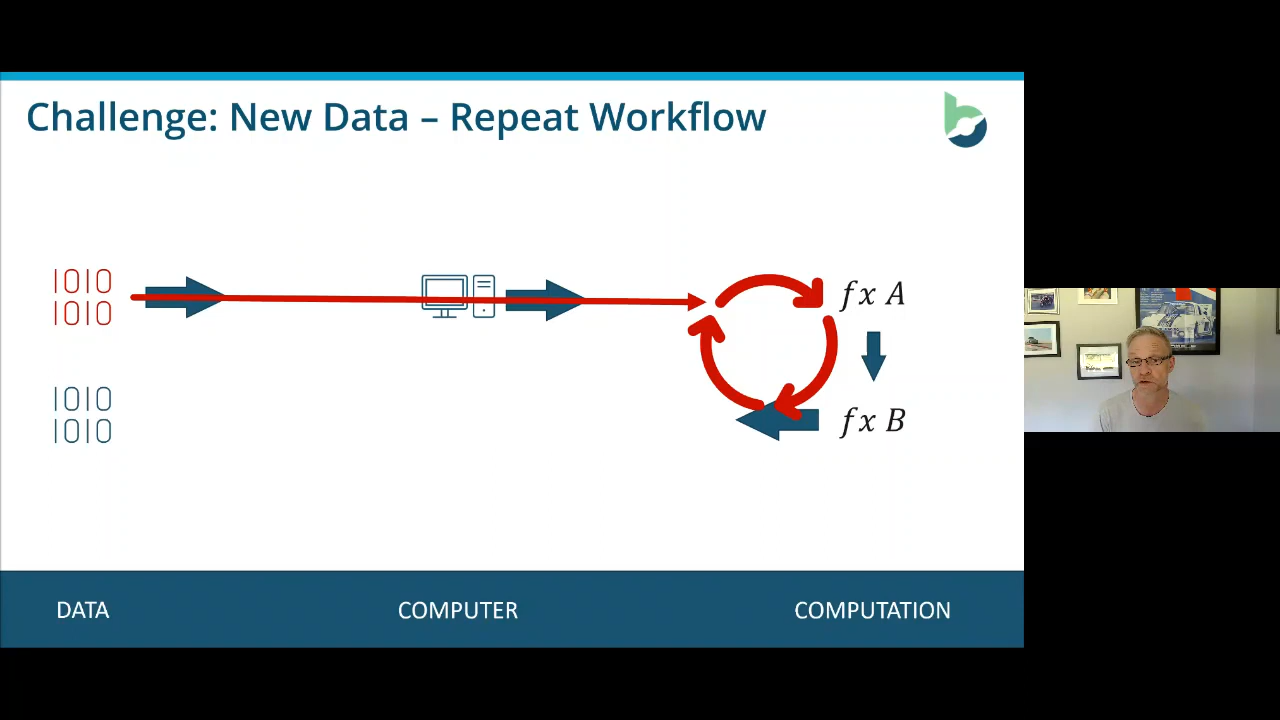 Challenge: New Data – Repeat Workflow
1010
1010
fx A
1010
1010
fx B
DATA
COMPUTER
COMPUTATION